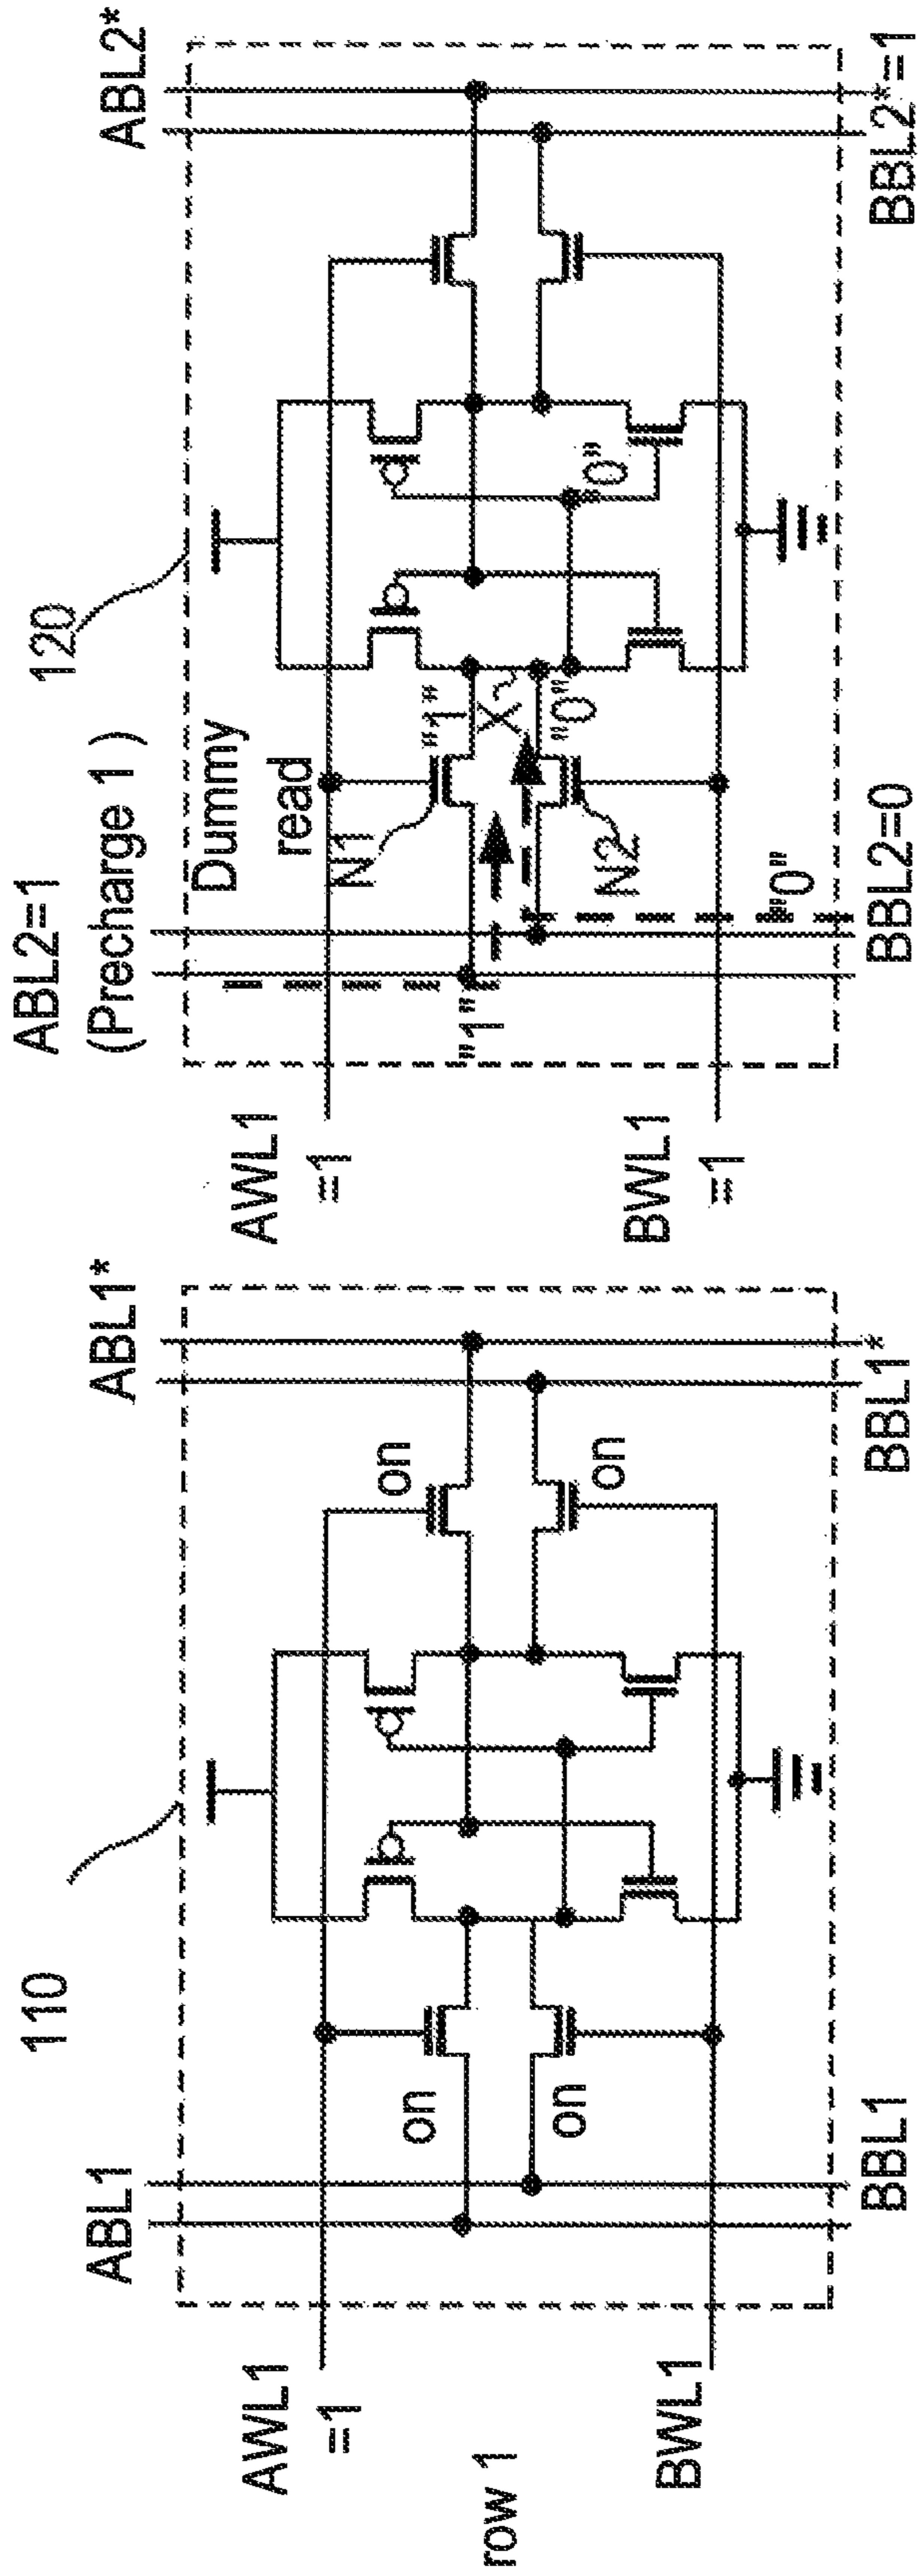 110
ABL1
ABL1*
AWL1
=1
on
on
on
on
row 1
BWL1
BBL1
BBL1*
120
ABL2=1
(Precharge 1 )
ABL2*
AWL1
=1
Dummy
read
N1
"1"
"1"
X
"0"
"0"
N2
"0"
BWL1
=1
BBL2=0
BBL2*=1